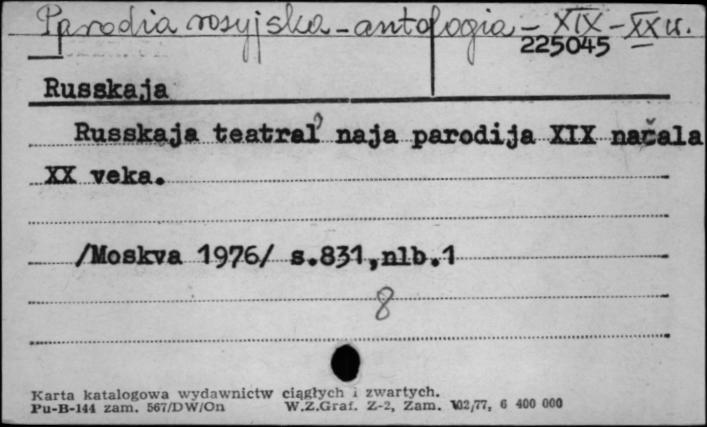 Parodia rosyjska - antologia - XIX - XX w.
225045
Russkaja
Russkaja teatral'naja parodija XIX načala
XX veka.
/Moskva 1976/ s.831,nlb.1
8
Karta katalogowa wydawnictw ciągłych i zwartych.
Pu-B-144 zam. 567/DW/On W.Z.Graf. Z-2, Zam. 102/77, 6 400 000